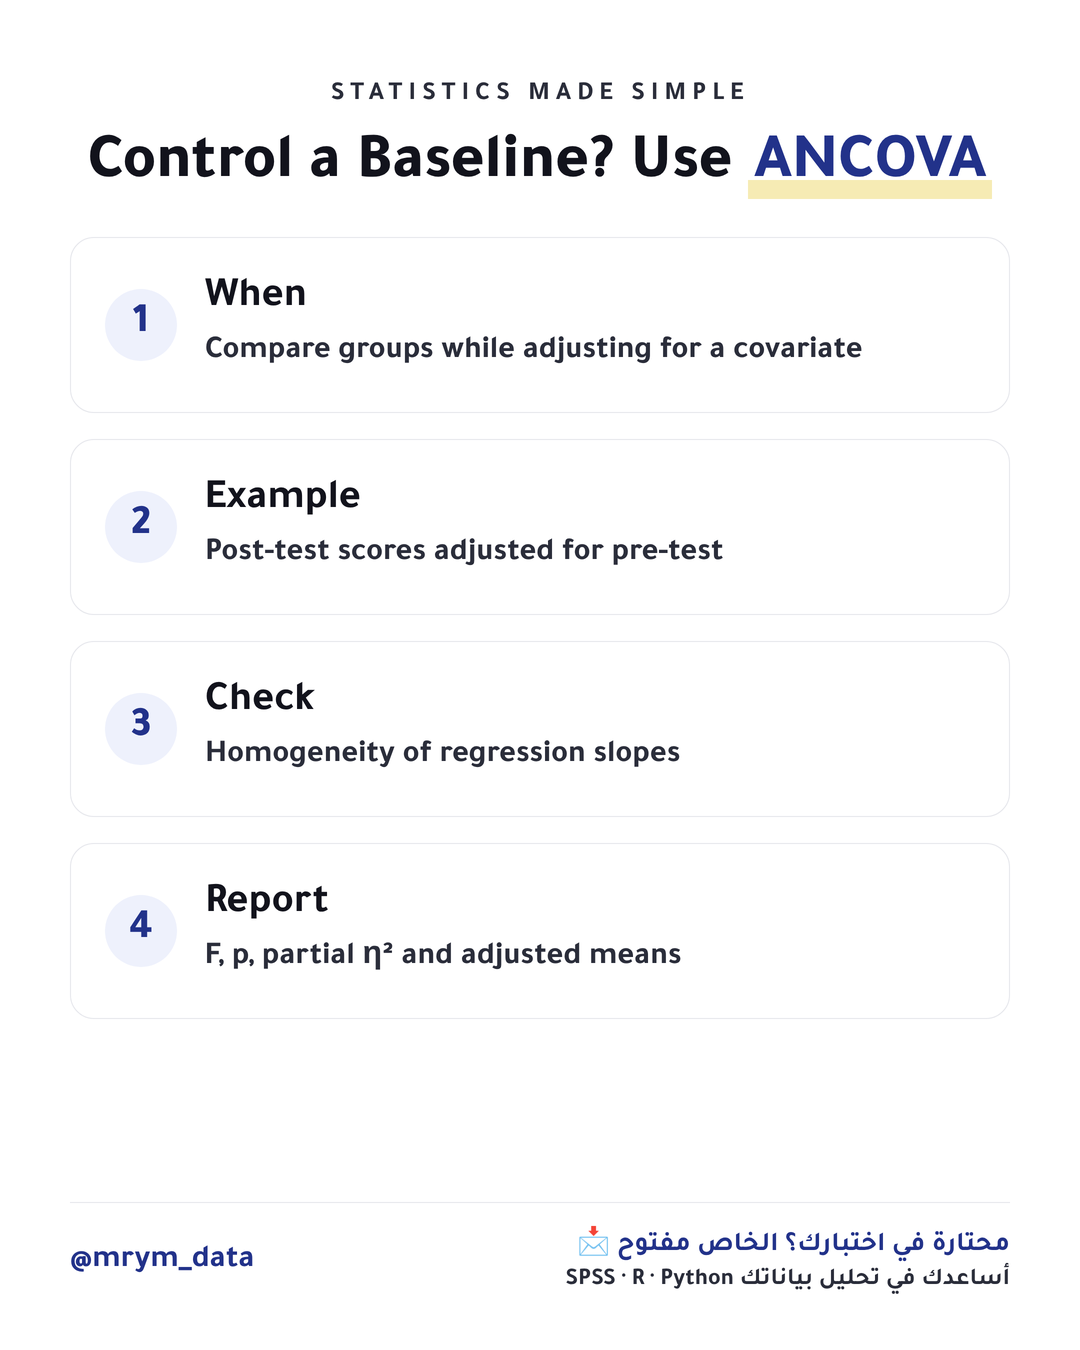 STATISTICS MADE SIMPLE
Control a Baseline? Use ANCOVA
1
When
Compare groups while adjusting for a covariate
2
Example
Post-test scores adjusted for pre-test
3
Check
Homogeneity of regression slopes
4
Report
F, p, partial η² and adjusted means
@mrym_data
محتارة في اختبارك؟ الخاص مفتوح 📩
أساعدك في تحليل بياناتك SPSS · R · Python